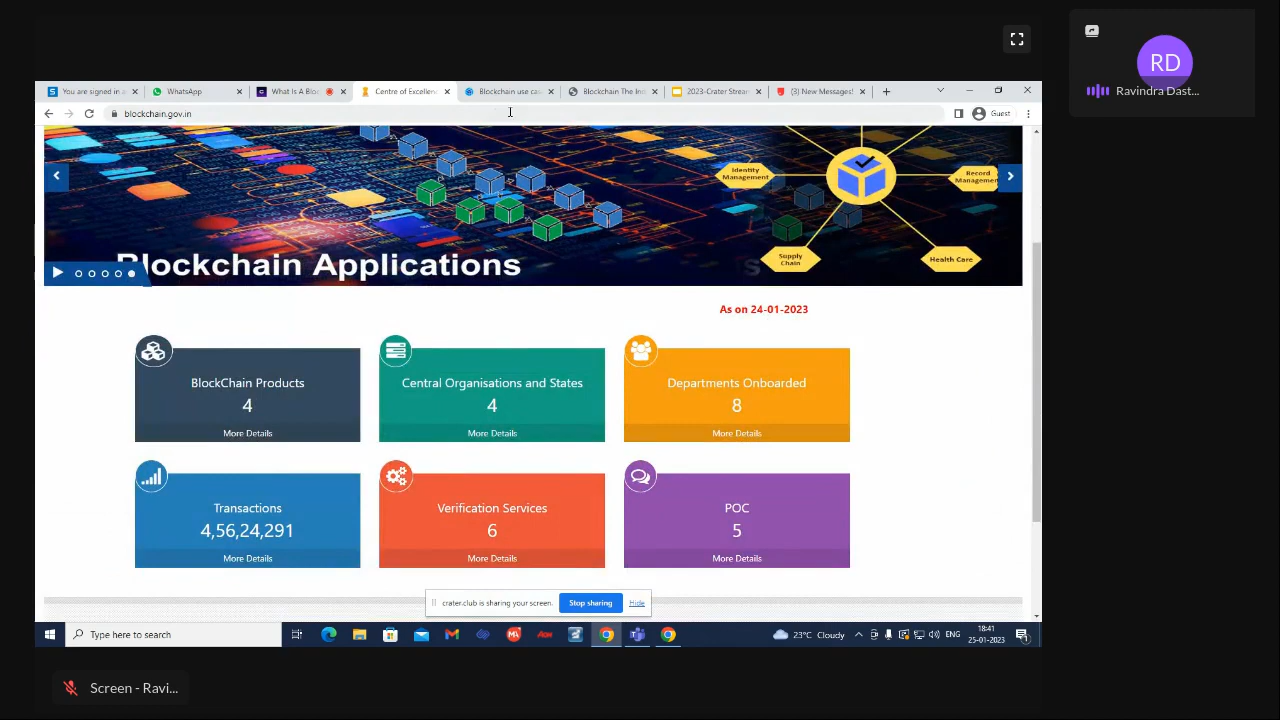 RD
Ravindra Dast...
You are signed in a
WhatsApp
What Is A Bloc
Centre of Excellen
Blockchain use ca
Blockchain The Ind
2023-Crater Stream
(3) New Messages!
blockchain.gov.in
Guest
Identity Management
Record Managemen
Supply Chain
Health Care
Blockchain Applications
As on 24-01-2023
BlockChain Products
4
More Details
Central Organisations and States
4
More Details
Departments Onboarded
8
More Details
Transactions
4,56,24,291
More Details
Verification Services
6
More Details
POC
5
More Details
crater.club is sharing your screen.
Stop sharing
Hide
Type here to search
23°C Cloudy
ENG
18:41
25-01-2023
Screen - Ravi...